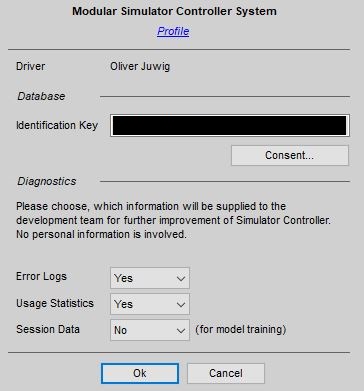 Modular Simulator Controller System
Profile
Driver Oliver Juwig
Database
Identification Key
Consent...
Diagnostics
Please choose, which information will be supplied to the
development team for further improvement of Simulator Controller.
No personal information is involved.
Error Logs Yes
Usage Statistics Yes
Session Data No (for model training)
Ok Cancel